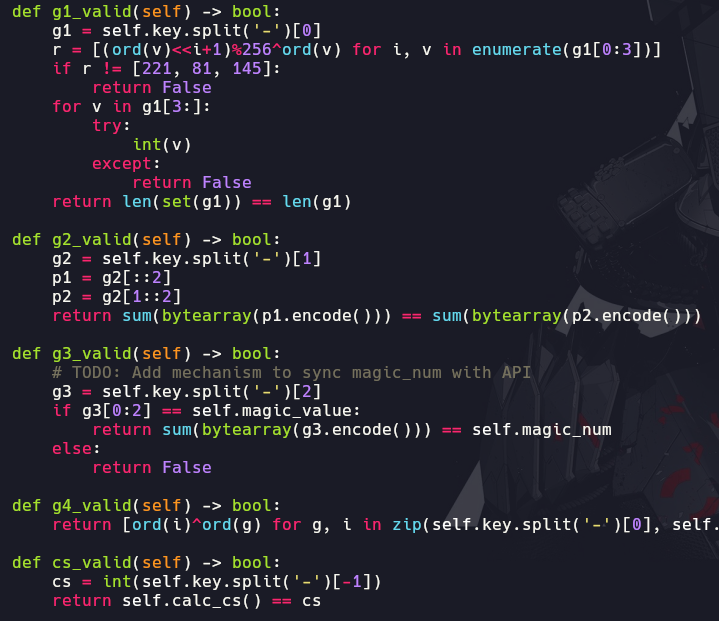 def g1_valid(self) -> bool:
    g1 = self.key.split('-')[0]
    r = [(ord(v)<<i+1)%256^ord(v) for i, v in enumerate(g1[0:3])]
    if r != [221, 81, 145]:
        return False
    for v in g1[3:]:
        try:
            int(v)
        except:
            return False
    return len(set(g1)) == len(g1)
def g2_valid(self) -> bool:
    g2 = self.key.split('-')[1]
    p1 = g2[::2]
    p2 = g2[1::2]
    return sum(bytearray(p1.encode())) == sum(bytearray(p2.encode()))
def g3_valid(self) -> bool:
    # TODO: Add mechanism to sync magic_num with API
    g3 = self.key.split('-')[2]
    if g3[0:2] == self.magic_value:
        return sum(bytearray(g3.encode())) == self.magic_num
    else:
        return False
def g4_valid(self) -> bool:
    return [ord(i)^ord(g) for g, i in zip(self.key.split('-')[0], self.
def cs_valid(self) -> bool:
    cs = int(self.key.split('-')[-1])
    return self.calc_cs() == cs